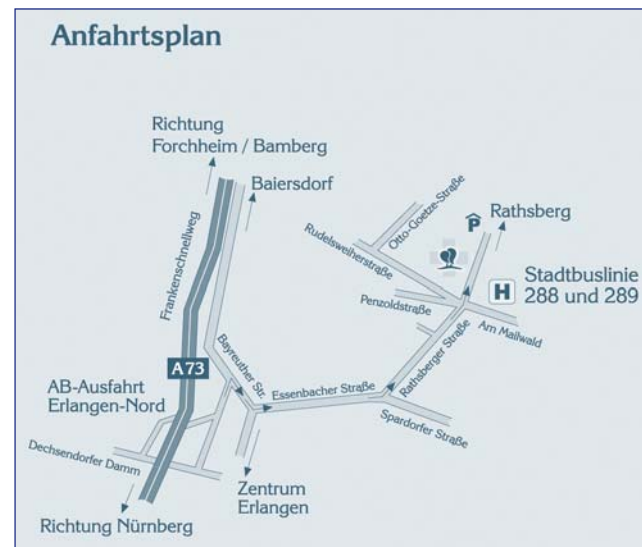 Anfahrtsplan
Richtung
Forchheim / Bamberg
Baiersdorf
Frankenschnellweg
Otto-Goetze-Straße
Rudelsweiherstraße
P
Rathsberg
H
Stadtbuslinie
288 und 289
Penzoldstraße
Am Mailwald
Rathsberger Straße
A73
Bayreuther Str.
AB-Ausfahrt
Erlangen-Nord
Essenbacher Straße
Spardorfer Straße
Dechsendorfer Damm
Zentrum
Erlangen
Richtung Nürnberg